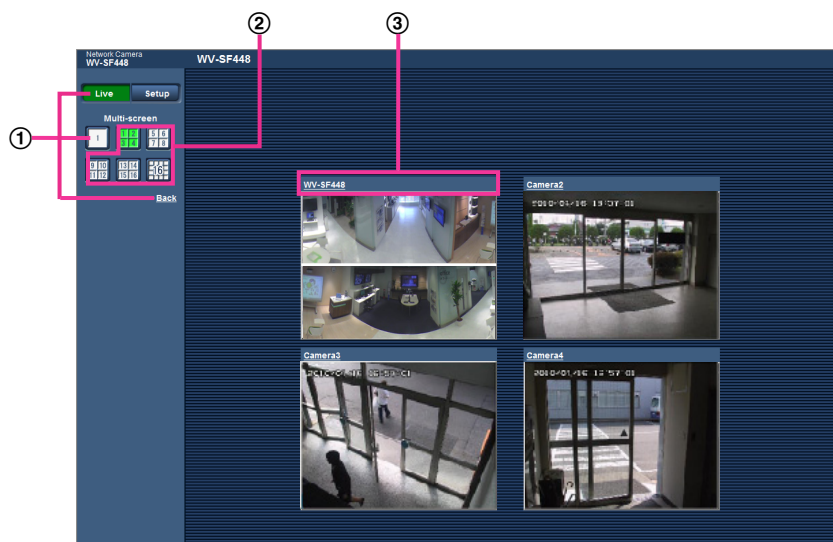 ② ③
Network Camera
WV-SF448
WV-SF448
Live Setup
Multi-screen
①
1
1 2
3 4
5 6
7 8
9 10
11 12
13 14
15 16
16
Back
WV-SF448
Camera2
Camera3
Camera4